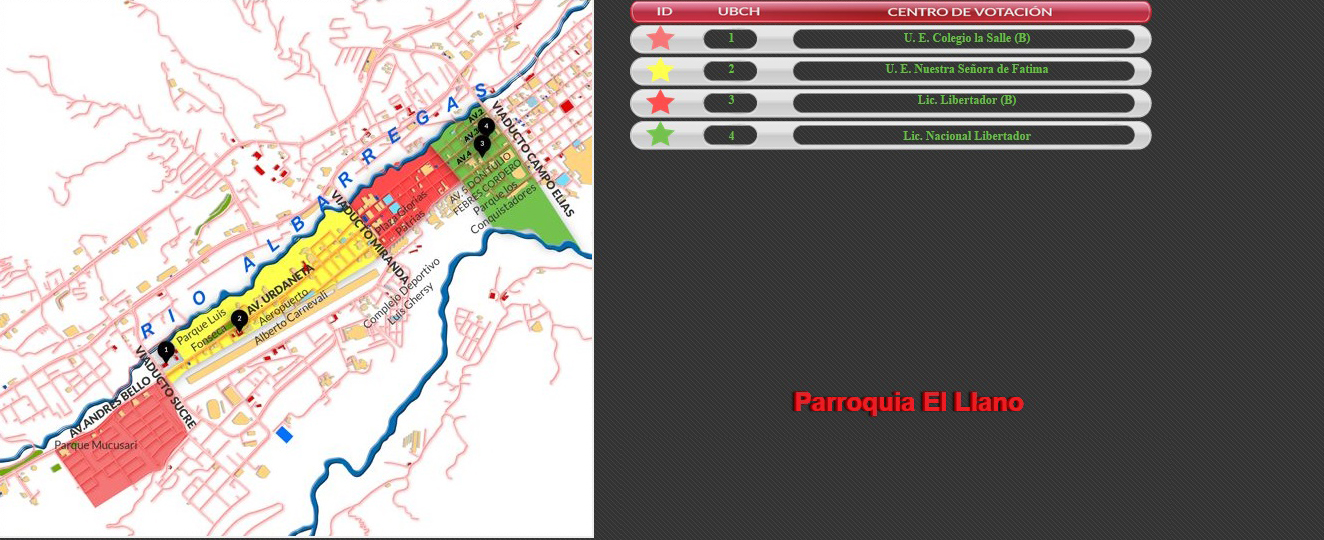 RIO ALBARREGAS
AV.2
AV.3
AV.4
4
3
VIADUCTO CAMPO ELIAS
AV. 5 DON TULIO
FEBRES CORDERO
Parque los
Conquistadores
Plaza Glorias
Patrias
VIADUCTO MIRANDA
Complejo Deportivo
Luis Ghersy
AV. URDANETA
Aeropuerto
Alberto Carnevali
Parque Luis
Fonseca
2
1
VIADUCTO SUCRE
AV.ANDRES BELLO
Parque Mucusari
ID UBCH CENTRO DE VOTACIÓN
1 U. E. Colegio la Salle (B)
2 U. E. Nuestra Señora de Fatima
3 Lic. Libertador (B)
4 Lic. Nacional Libertador
Parroquia El Llano